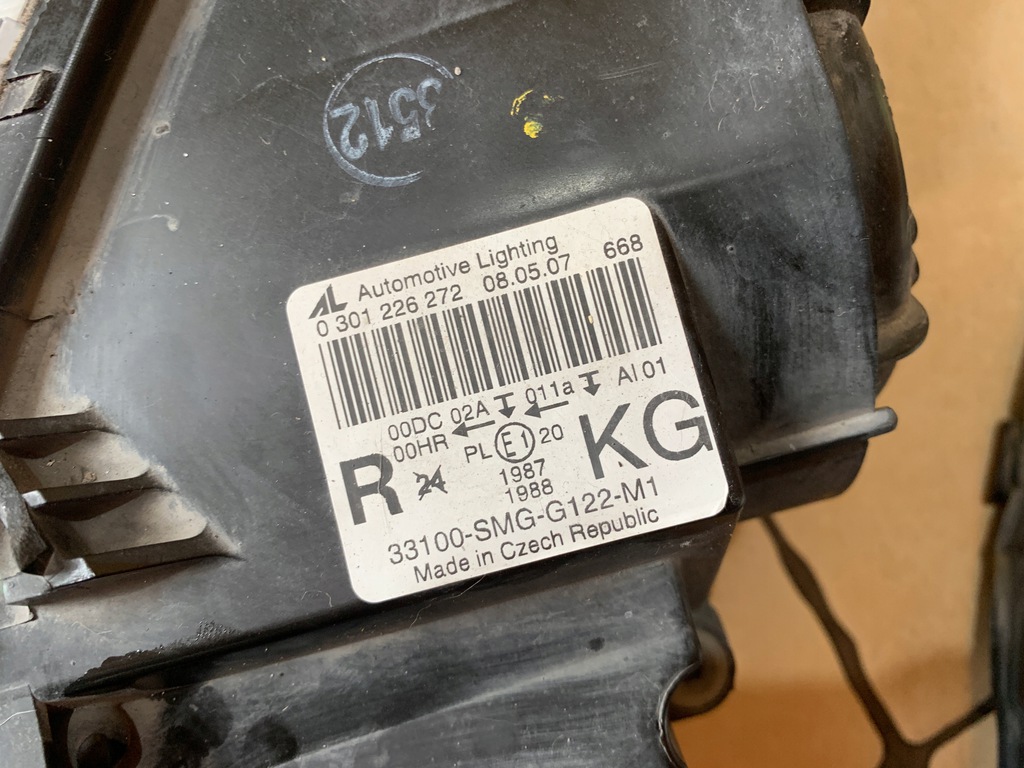 3512
AL Automotive Lighting
0 301 226 272 08.05.07 668
00DC 02A 011a AI.01
00HR PL E1 20
R 24 1987 KG
1988
33100-SMG-G122-M1
Made in Czech Republic